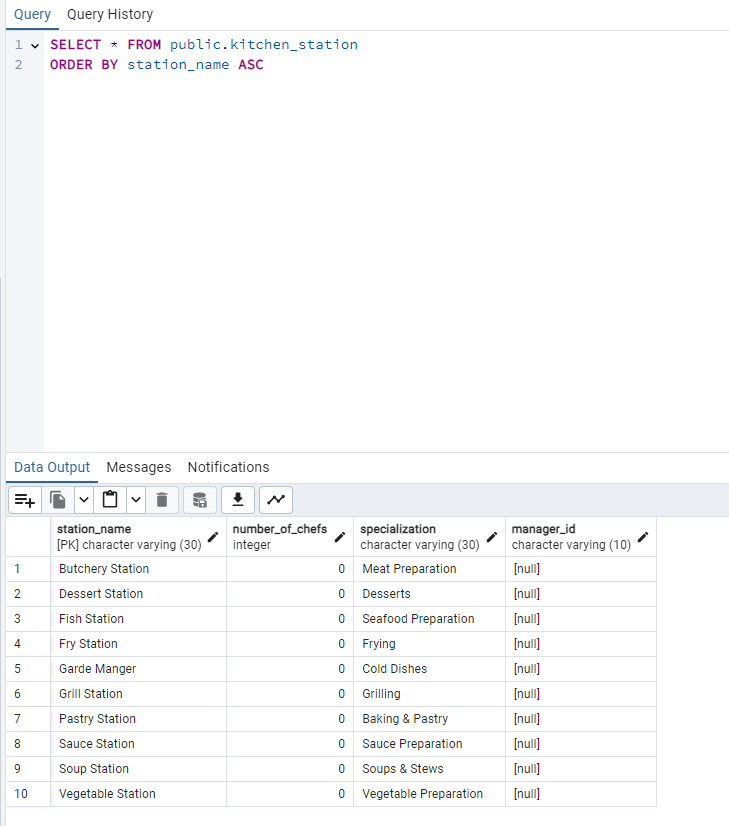 Query Query History
1 SELECT * FROM public.kitchen_station
2 ORDER BY station_name ASC
Data Output Messages Notifications
station_name number_of_chefs specialization manager_id
[PK] character varying (30) integer character varying (30) character varying (10)
1 Butchery Station 0 Meat Preparation [null]
2 Dessert Station 0 Desserts [null]
3 Fish Station 0 Seafood Preparation [null]
4 Fry Station 0 Frying [null]
5 Garde Manger 0 Cold Dishes [null]
6 Grill Station 0 Grilling [null]
7 Pastry Station 0 Baking & Pastry [null]
8 Sauce Station 0 Sauce Preparation [null]
9 Soup Station 0 Soups & Stews [null]
10 Vegetable Station 0 Vegetable Preparation [null]